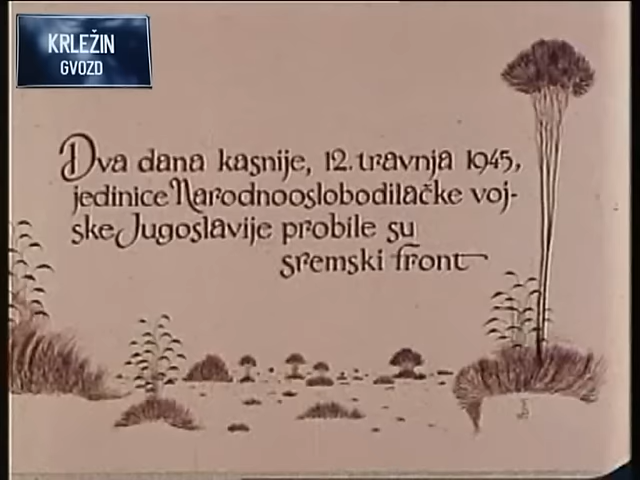 KRLEŽIN
GVOZD
Dva dana kasnije, 12. travnja 1945,
jedinice Narodnooslobodilačke voj-
ske Jugoslavije probile su
sremski front